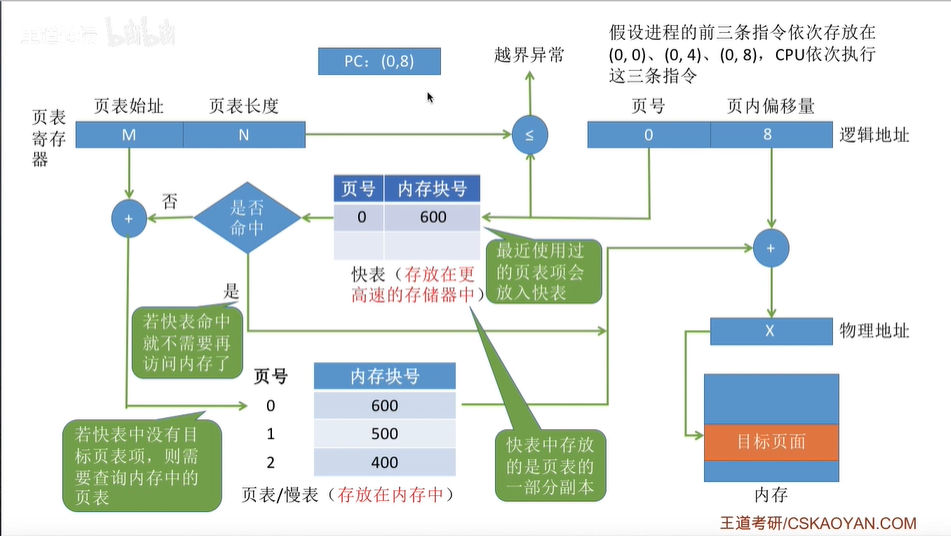 王道论坛 bilibili
PC：(0,8)
越界异常
假设进程的前三条指令依次存放在
(0, 0)、(0, 4)、(0, 8)，CPU依次执行
这三条指令
页表
寄存
器
页表始址
页表长度
M
N
≤
页号
页内偏移量
0
8
逻辑地址
+
否
是否
命中
页号
内存块号
0
600
+
最近使用过
的页表项会
放入快表
快表（存放在更
高速的存储器中）
是
若快表命中
就不需要再
访问内存了
X
物理地址
页号
内存块号
0
600
1
500
2
400
若快表中没有目
标页表项，则需
要查询内存中的
页表
快表中存放
的是页表的
一部分副本
目标页面
页表/慢表（存放在内存中）
内存
王道考研/CSKAOYAN.COM